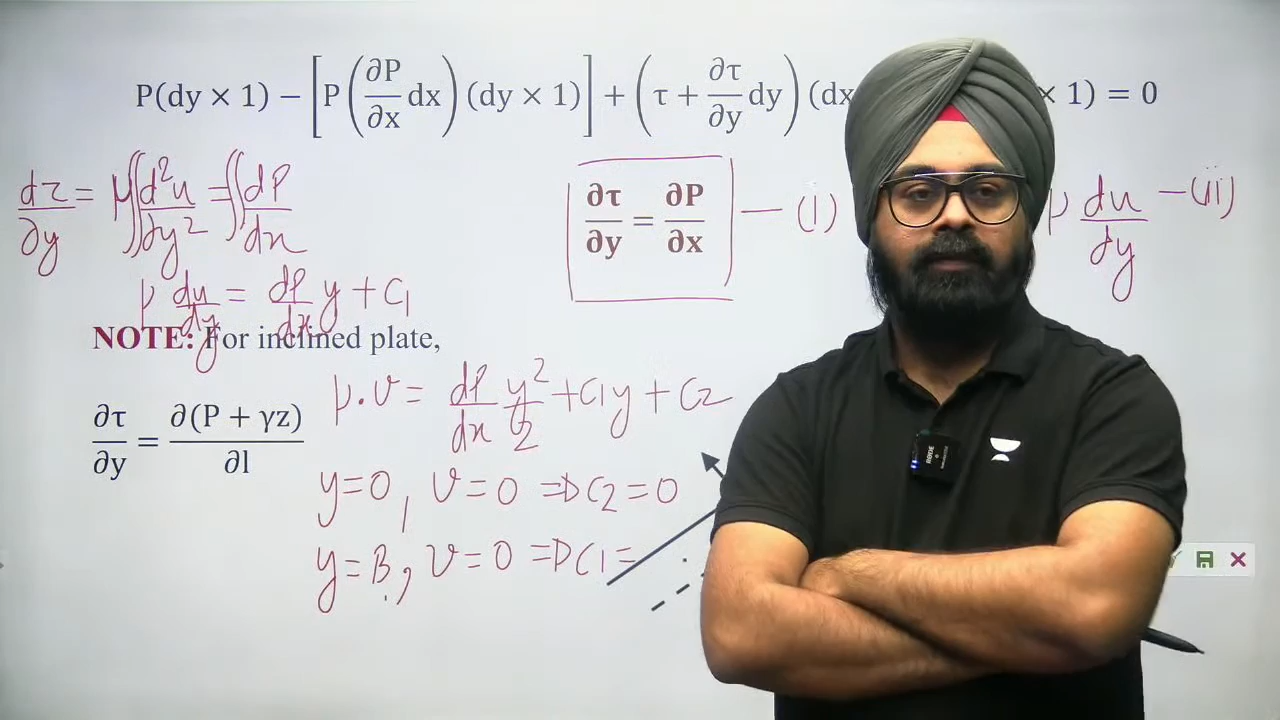 P(dy × 1) − [P(∂P/∂x dx)(dy × 1)] + (τ + ∂τ/∂y dy)(dx × 1) = 0
dτ/∂y = μ∬d²u/∂y² = ∬dP/dx
∂τ/∂y = ∂P/∂x — (i)
μ du/dy — (ii)
μ du/dy = dP/dx y + C1
NOTE: For inclined plate,
μ.v = dP/dx y²/2 + C1y + C2
∂τ/∂y = ∂(P + γz)/∂l
y=0, v=0 ⇒ C2=0
y=B, v=0 ⇒ C1=
RODE